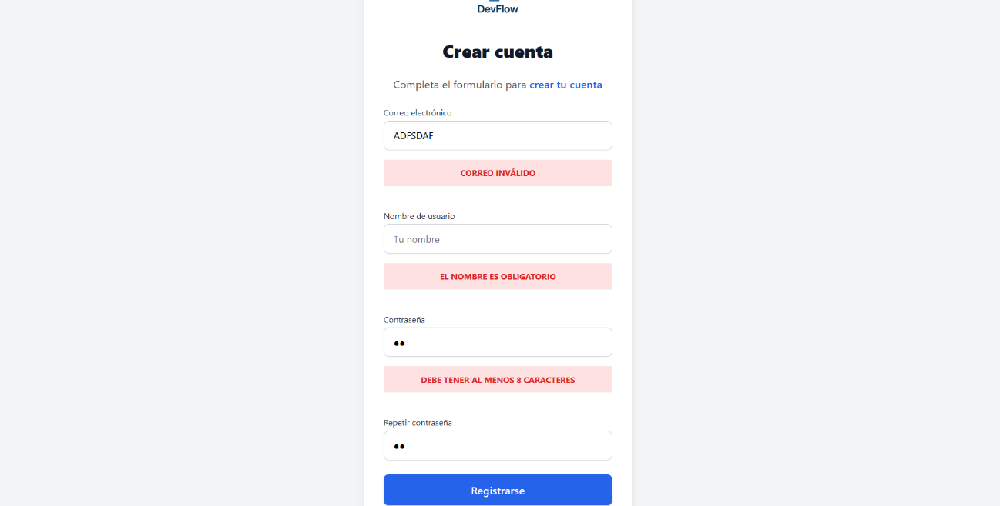 DevFlow
Crear cuenta
Completa el formulario para crear tu cuenta
Correo electrónico
ADFSDAF
CORREO INVÁLIDO
Nombre de usuario
Tu nombre
EL NOMBRE ES OBLIGATORIO
Contraseña
••
DEBE TENER AL MENOS 8 CARACTERES
Repetir contraseña
••
Registrarse